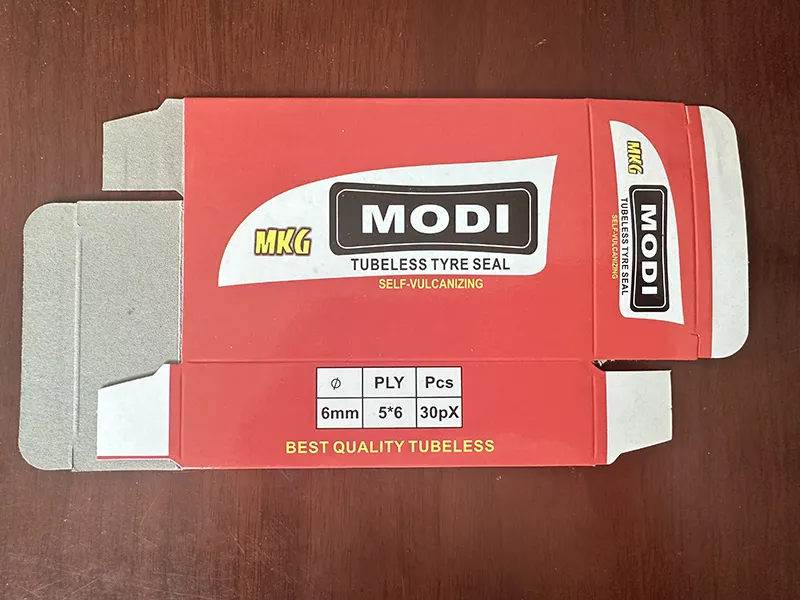 MKG
MODI
TUBELESS TYRE SEAL
SELF-VULCANIZING
MKG
MODI
TUBELESS TYRE SEAL
SELF-VULCANIZING
Ø PLY Pcs
6mm 5*6 30pX
BEST QUALITY TUBELESS